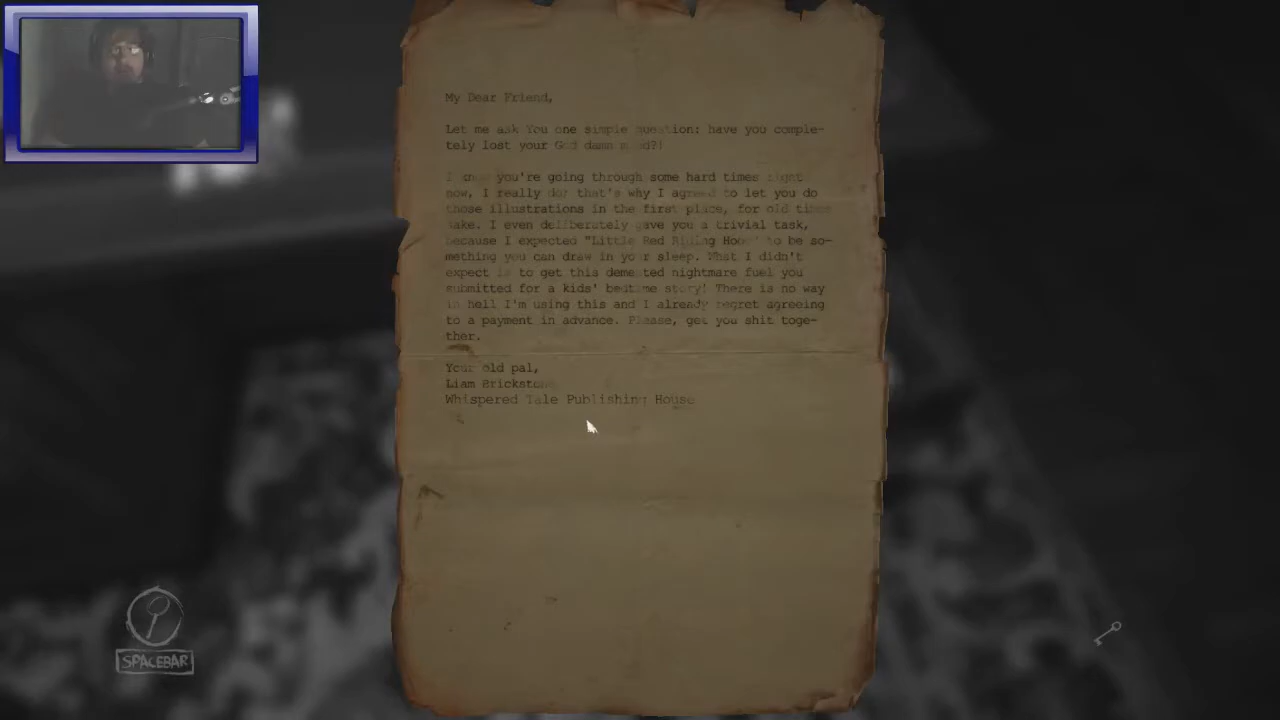 My Dear Friend,
Let me ask You one simple question: have you comple-
tely lost your God damn mind?!
I know you're going through some hard times right
now, I really do; that's why I agreed to let you do
those illustrations in the first place, for old times
sake. I even deliberately gave you a trivial task,
because I expected "Little Red Riding Hood" to be so-
mething you can draw in your sleep. What I didn't
expect is to get this demented nightmare fuel you
submitted for a kids' bedtime story! There is no way
in hell I'm using this and I already regret agreeing
to a payment in advance. Please, get you shit toge-
ther.
Your old pal,
Liam Brickstone
Whispered Tale Publishing House
SPACEBAR